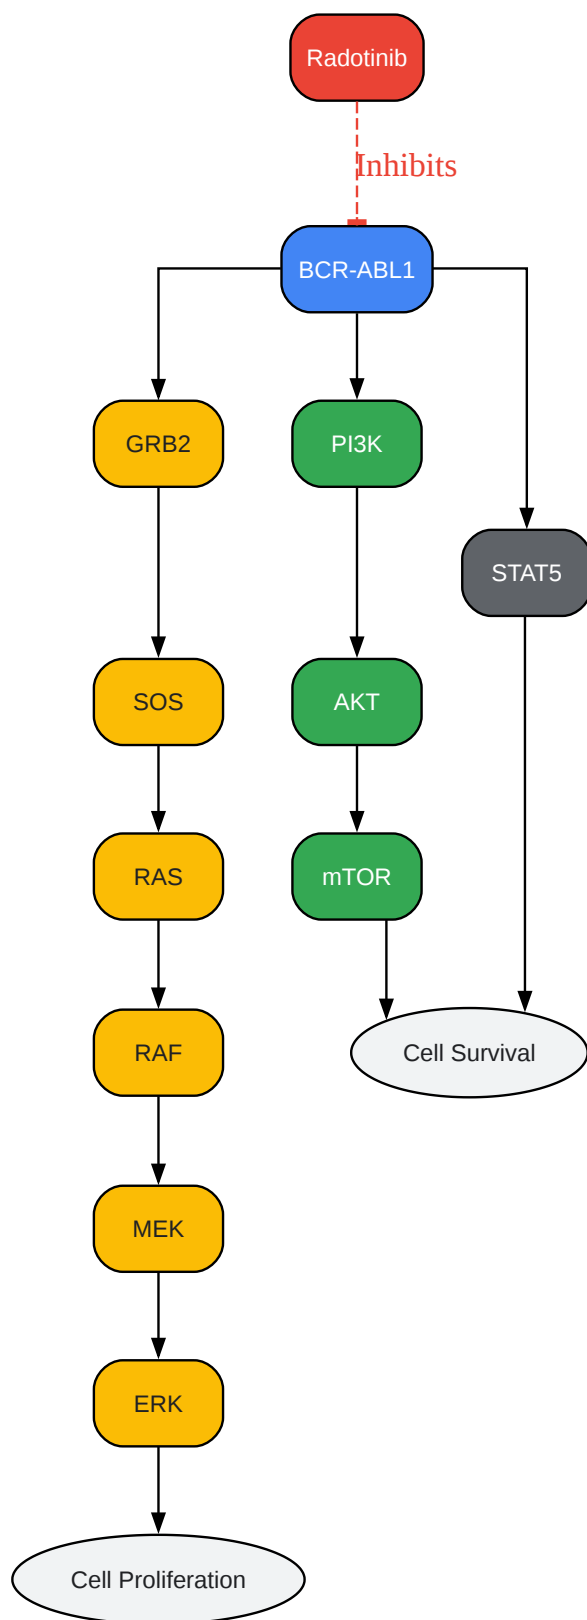 Radotinib
Inhibits
BCR-ABL1
GRB2
PI3K
STAT5
SOS
AKT
RAS
mTOR
RAF
Cell Survival
MEK
ERK
Cell Proliferation